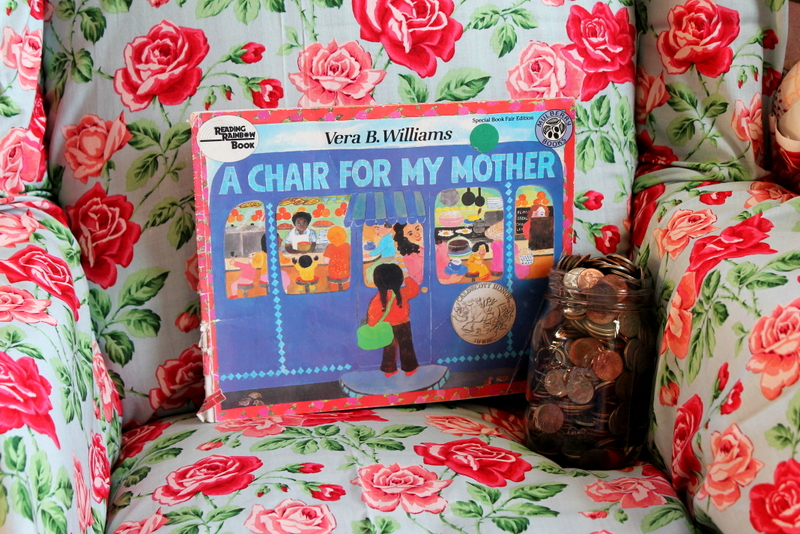 READING
RAINBOW
BOOK
Vera B. Williams
Special Book Fair Edition
MULBERRY
BOOKS
A CHAIR FOR MY MOTHER